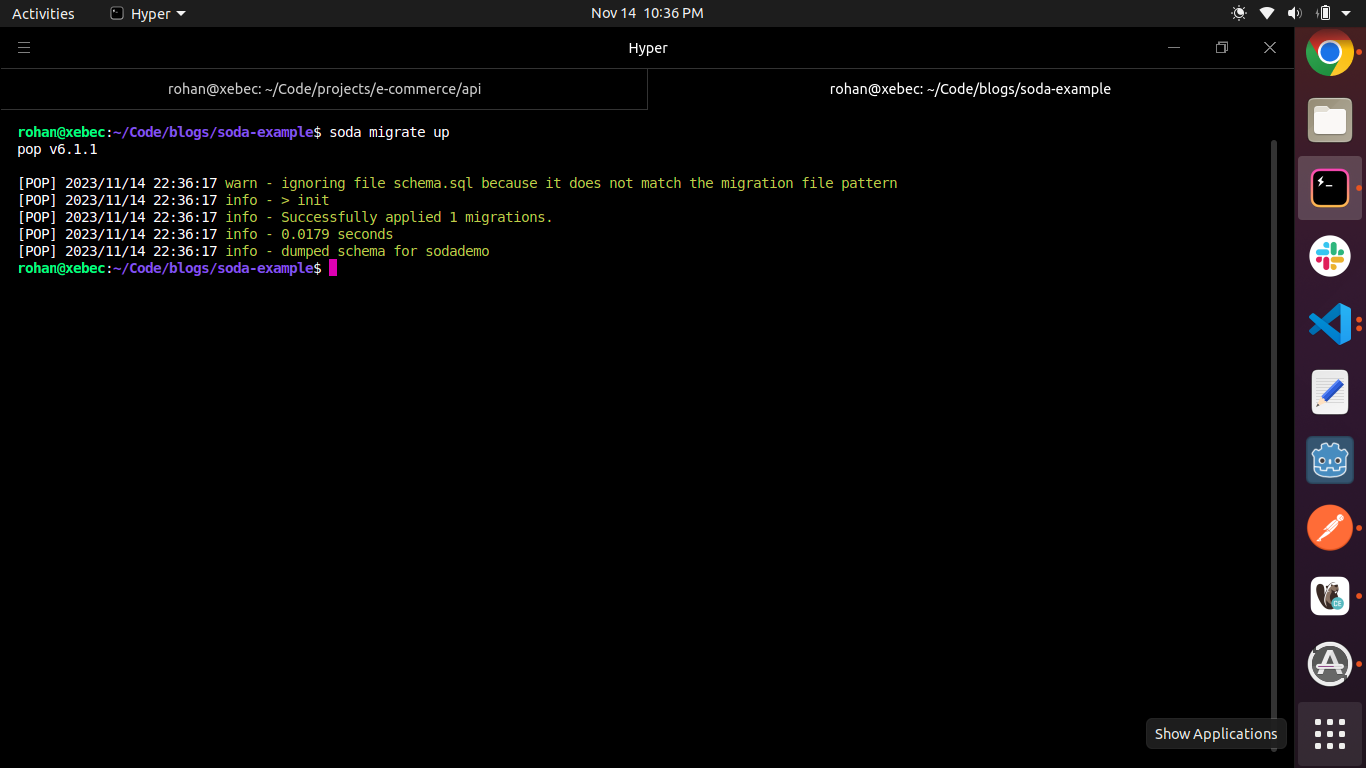 Activities
Hyper
Nov 14 10:36 PM
Hyper
rohan@xebec: ~/Code/projects/e-commerce/api
rohan@xebec: ~/Code/blogs/soda-example
rohan@xebec:~/Code/blogs/soda-example$ soda migrate up
pop v6.1.1
[POP] 2023/11/14 22:36:17 warn - ignoring file schema.sql because it does not match the migration file pattern
[POP] 2023/11/14 22:36:17 info - > init
[POP] 2023/11/14 22:36:17 info - Successfully applied 1 migrations.
[POP] 2023/11/14 22:36:17 info - 0.0179 seconds
[POP] 2023/11/14 22:36:17 info - dumped schema for sodademo
rohan@xebec:~/Code/blogs/soda-example$
CE
A
Show Applications